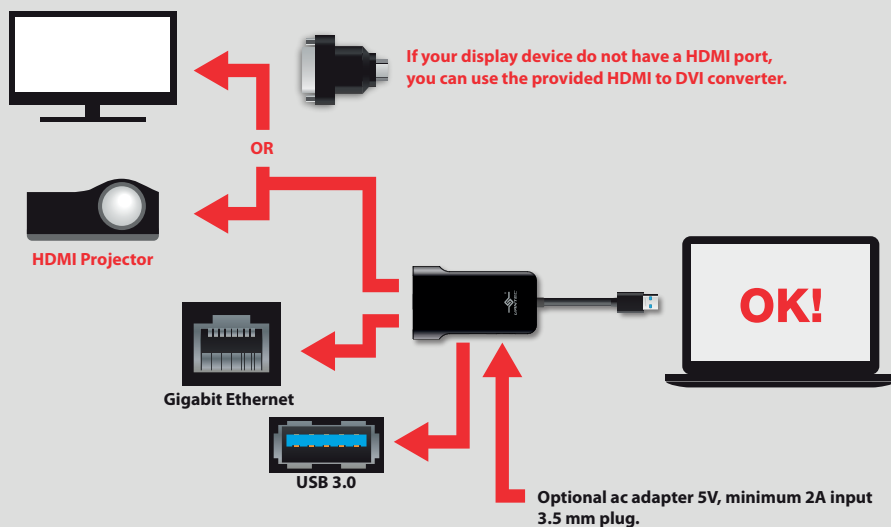 If your display device do not have a HDMI port,
you can use the provided HDMI to DVI converter.
OR
HDMI Projector
VANTEC
OK!
Gigabit Ethernet
USB 3.0
Optional ac adapter 5V, minimum 2A input
3.5 mm plug.